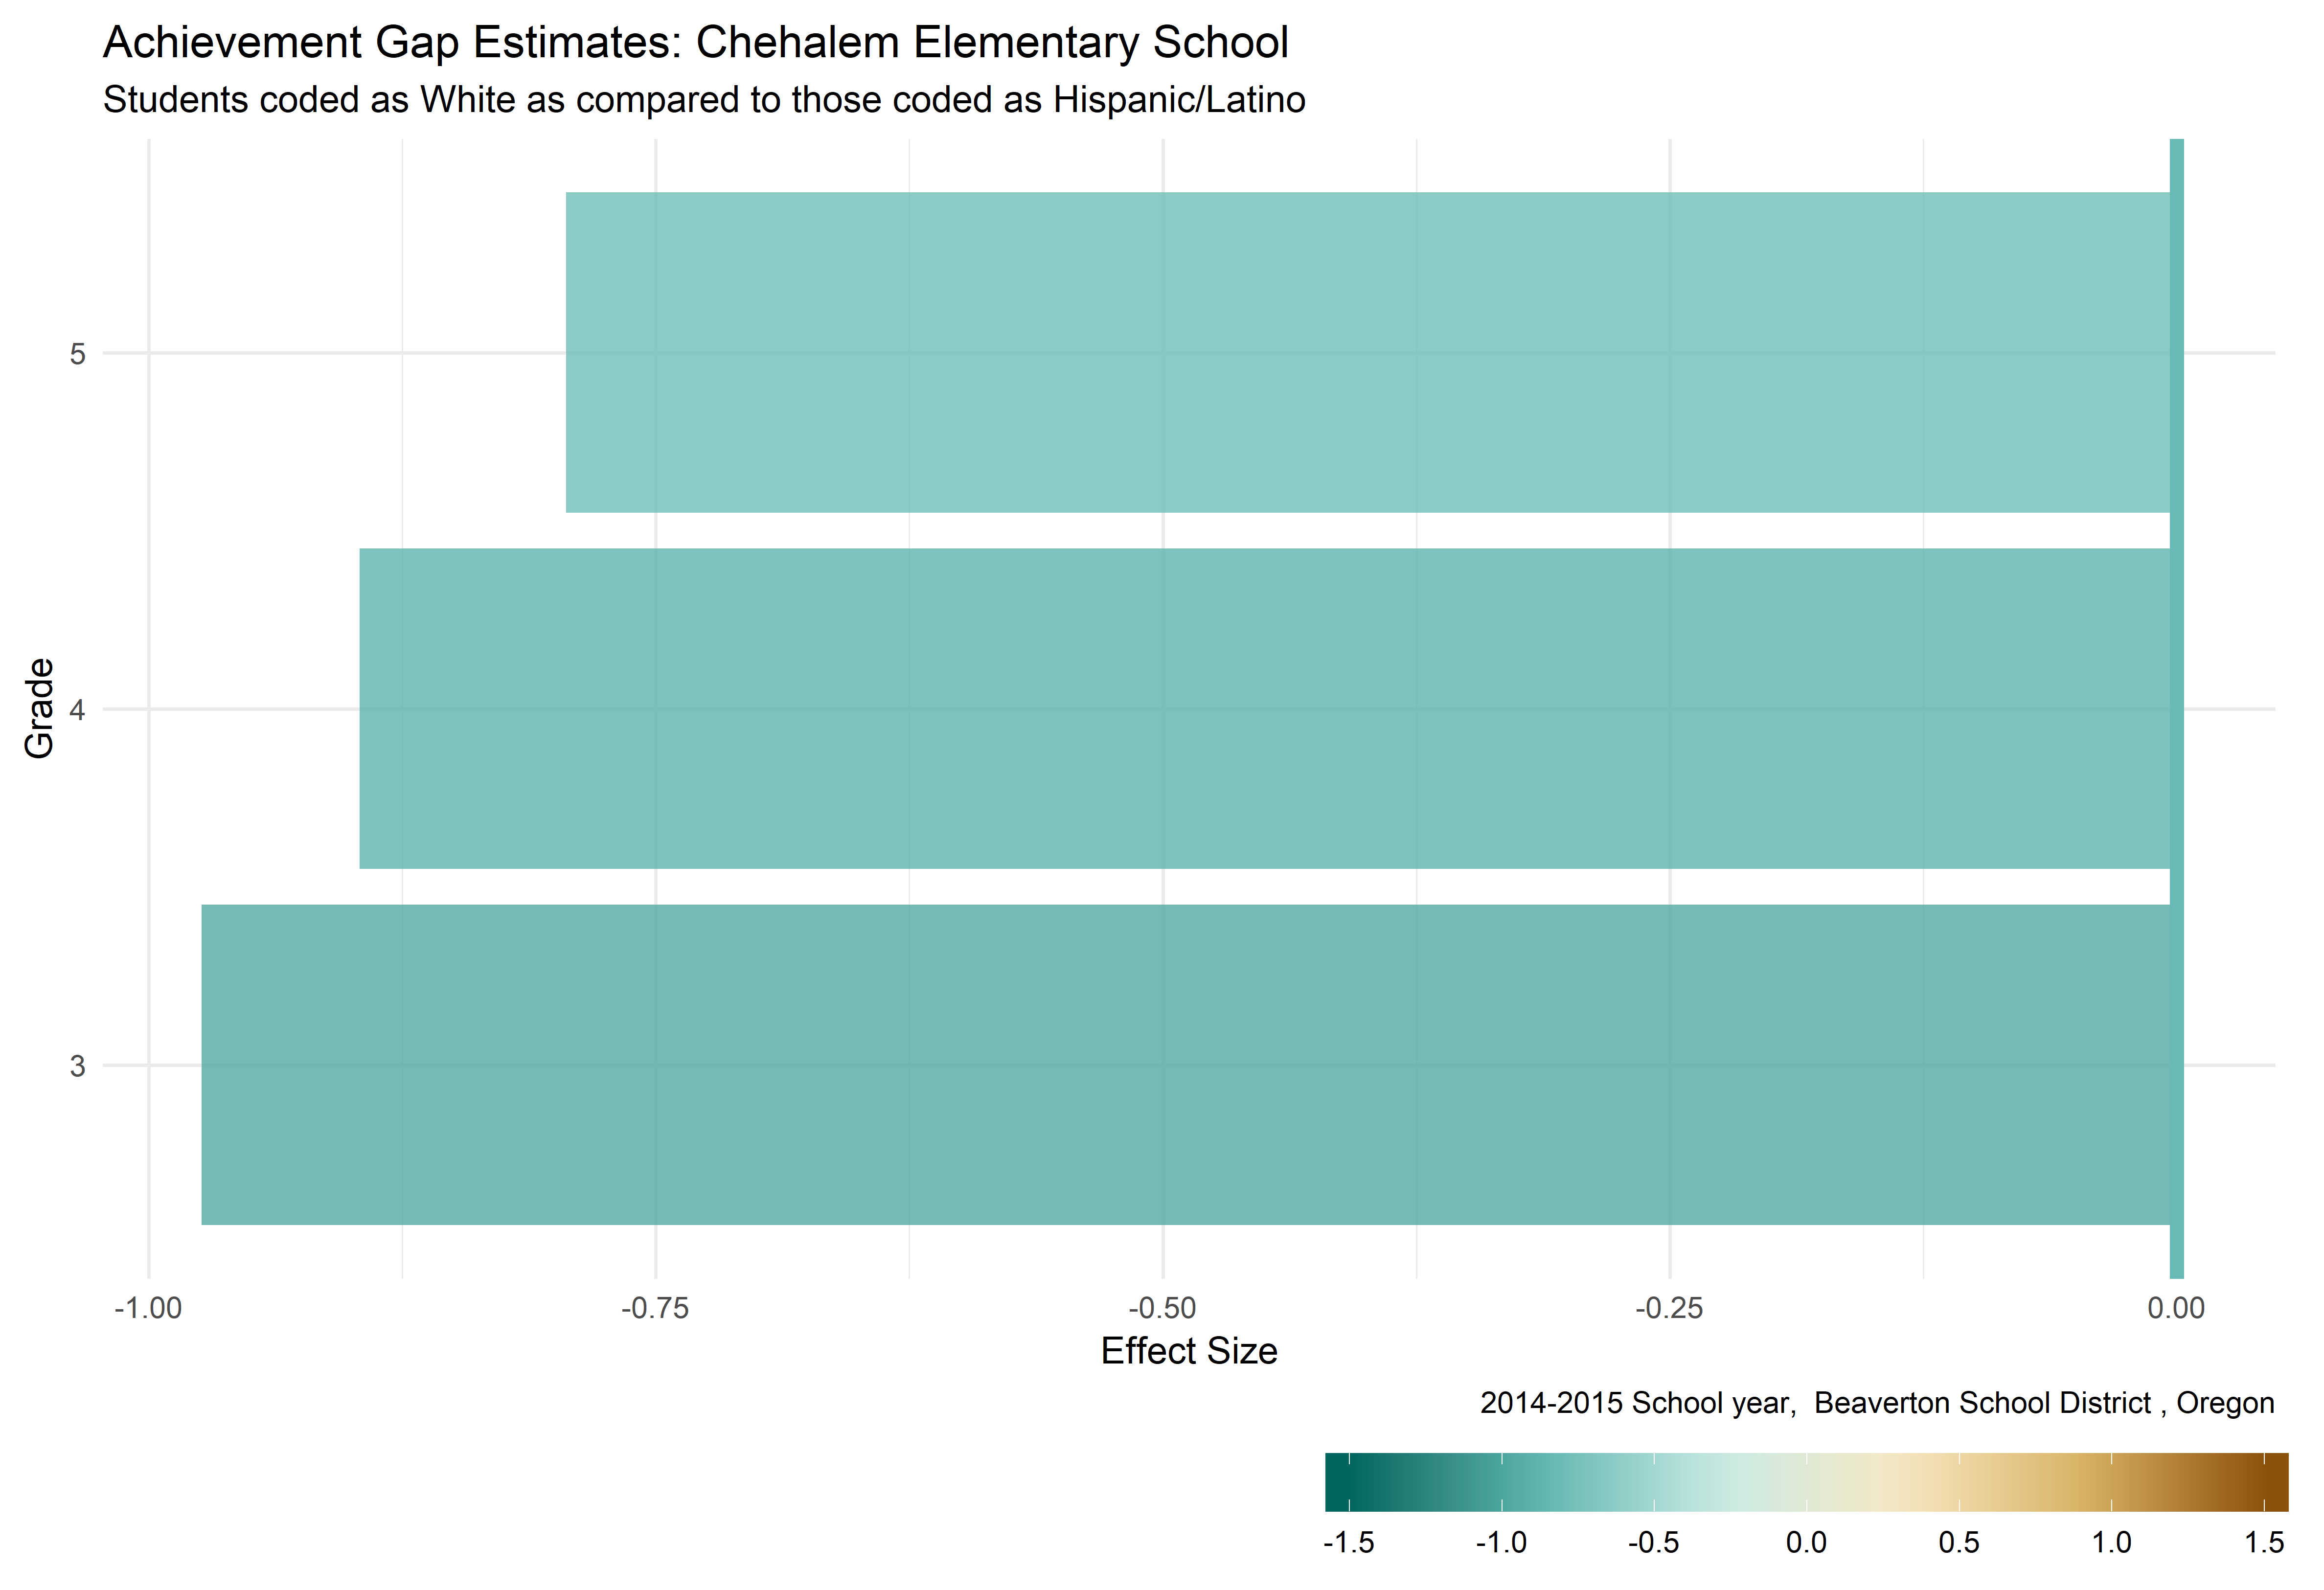 Achievement Gap Estimates: Chehalem Elementary School
Students coded as White as compared to those coded as Hispanic/Latino
5
4
3
Grade
-1.00 -0.75 -0.50 -0.25 0.00
Effect Size
2014-2015 School year,  Beaverton School District , Oregon
-1.5 -1.0 -0.5 0.0 0.5 1.0 1.5